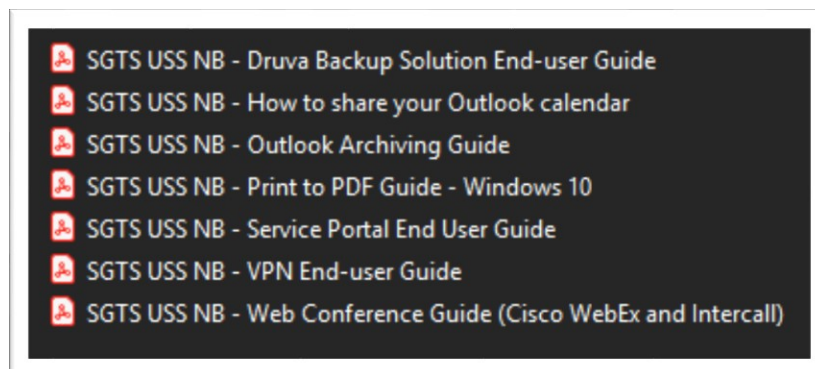 SGTS USS NB - Druva Backup Solution End-user Guide
SGTS USS NB - How to share your Outlook calendar
SGTS USS NB - Outlook Archiving Guide
SGTS USS NB - Print to PDF Guide - Windows 10
SGTS USS NB - Service Portal End User Guide
SGTS USS NB - VPN End-user Guide
SGTS USS NB - Web Conference Guide (Cisco WebEx and Intercall)